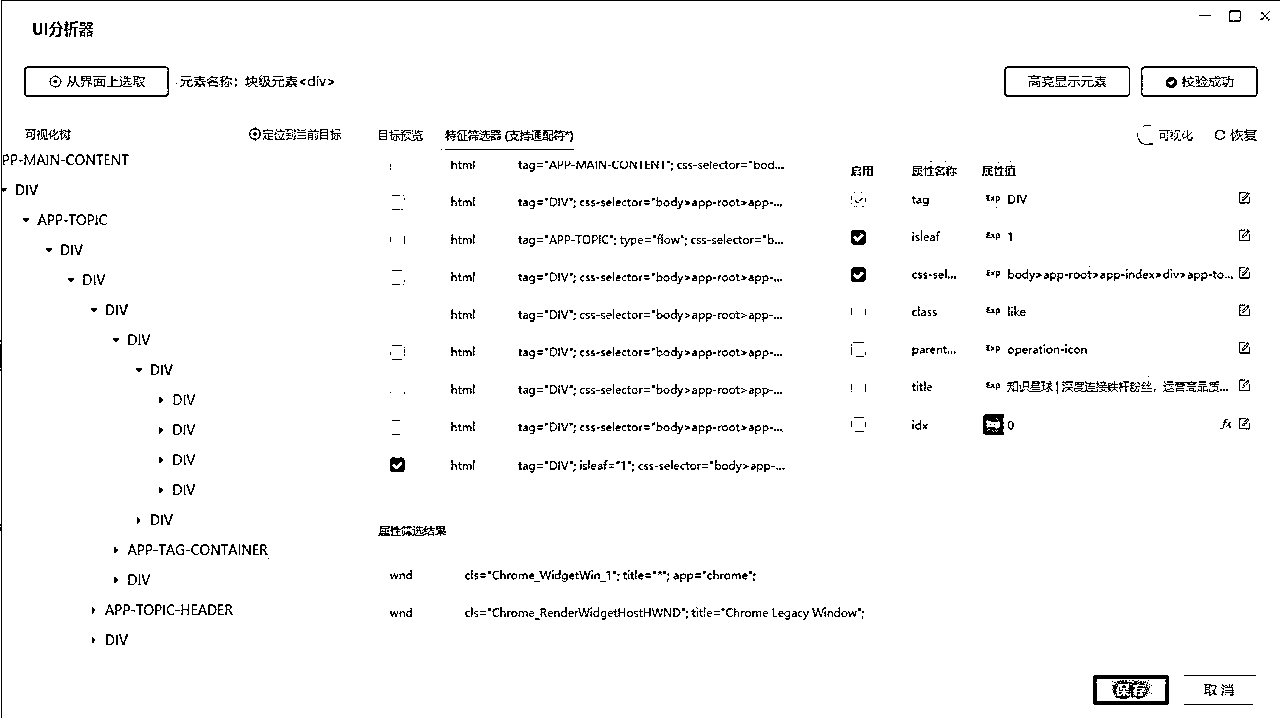 UI分析器
从界面上选取 元素名称：块级元素<div> 高亮显示元素 校验成功
可视化树 定位到当前目标 目标预览 特征筛选器 (支持通配符*) 可视化 恢复
PP-MAIN-CONTENT
DIV
APP-TOPIC
DIV
DIV
DIV
DIV
DIV
DIV
DIV
DIV
DIV
DIV
APP-TAG-CONTAINER
DIV
APP-TOPIC-HEADER
DIV
html tag="APP-MAIN-CONTENT"; css-selector="bod...
html tag="DIV"; css-selector="body>app-root>app-...
html tag="APP-TOPIC"; type="flow"; css-selector="b...
html tag="DIV"; css-selector="body>app-root>app-...
html tag="DIV"; css-selector="body>app-root>app-...
html tag="DIV"; css-selector="body>app-root>app-...
html tag="DIV"; css-selector="body>app-root>app-...
html tag="DIV"; css-selector="body>app-root>app-...
html tag="DIV"; isleaf="1"; css-selector="body>app-...
启用 属性名称 属性值
tag Exp DIV
isleaf Exp 1
css-sel... Exp body>app-root>app-index>div>app-to...
class Exp like
parent... Exp operation-icon
title Exp 知识星球 | 深度连接铁杆粉丝，运营高品质...
idx 0 fx
属性筛选结果
wnd cls="Chrome_WidgetWin_1"; title="*"; app="chrome";
wnd cls="Chrome_RenderWidgetHostHWND"; title="Chrome Legacy Window";
保存 取消